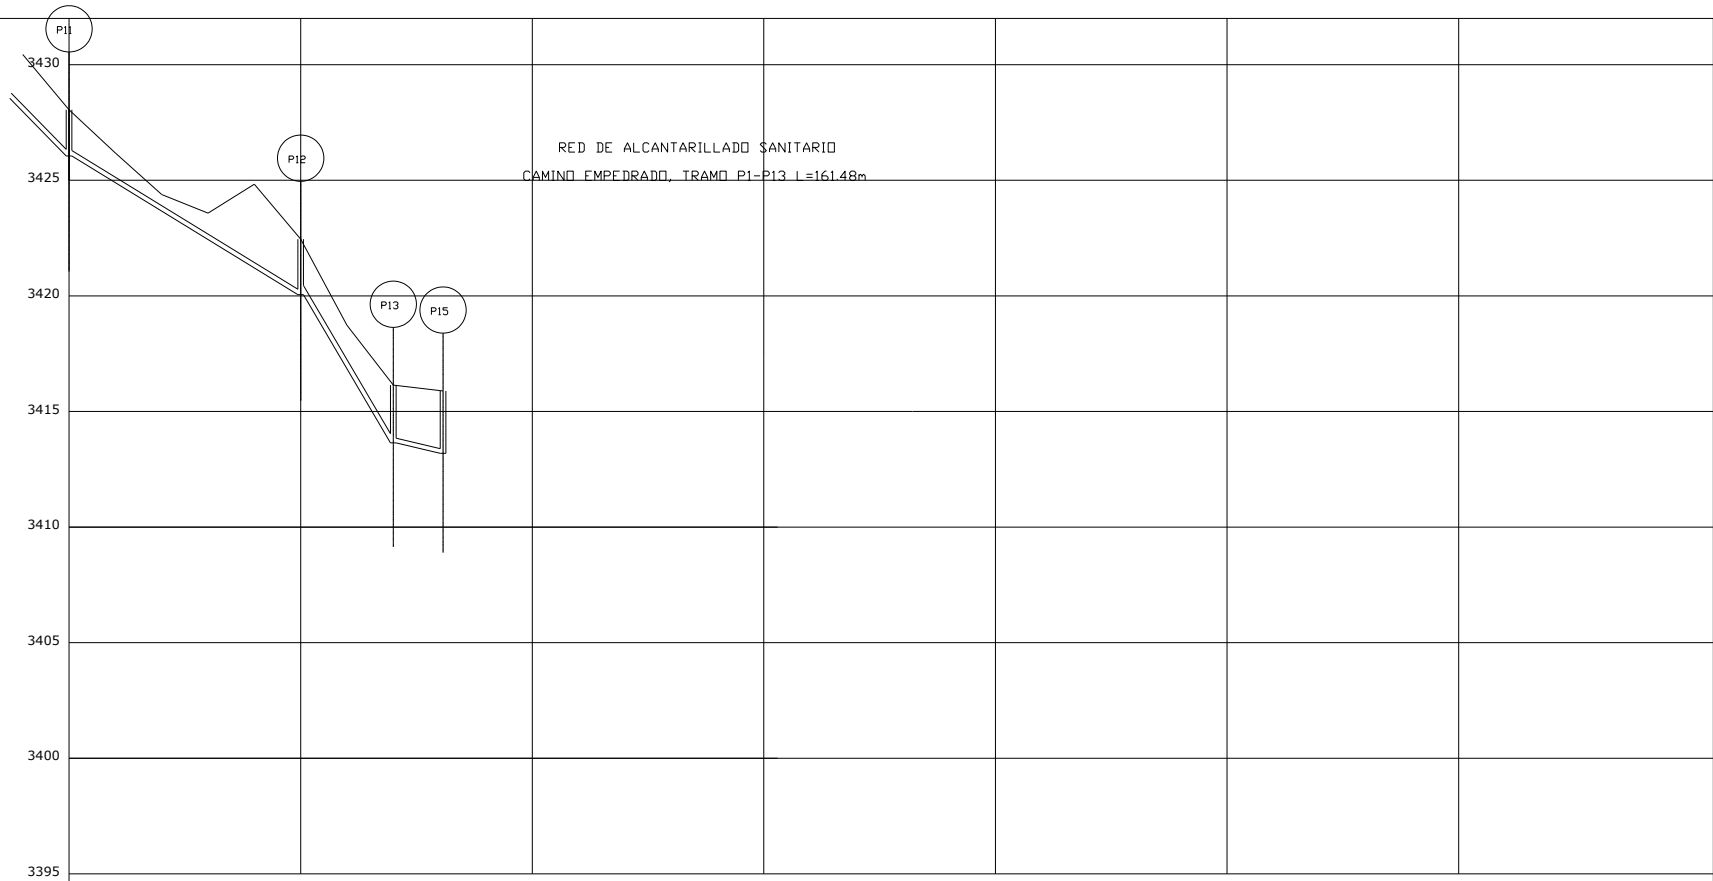 P11
3430
P12
RED DE ALCANTARILLADO SANITARIO
CAMINO EMPEDRADO, TRAMO P1-P13 L=161.48m
3425
3420
P13
P15
3415
3410
3405
3400
3395